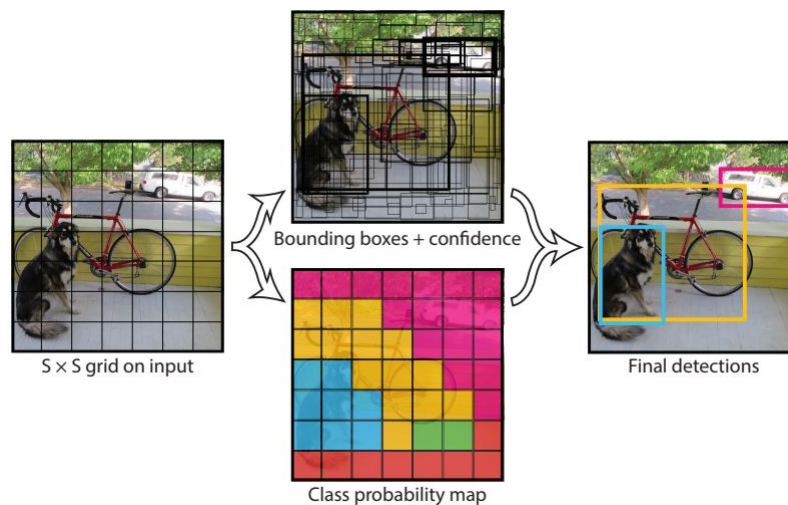 Bounding boxes + confidence
S × S grid on input
Final detections
Class probability map